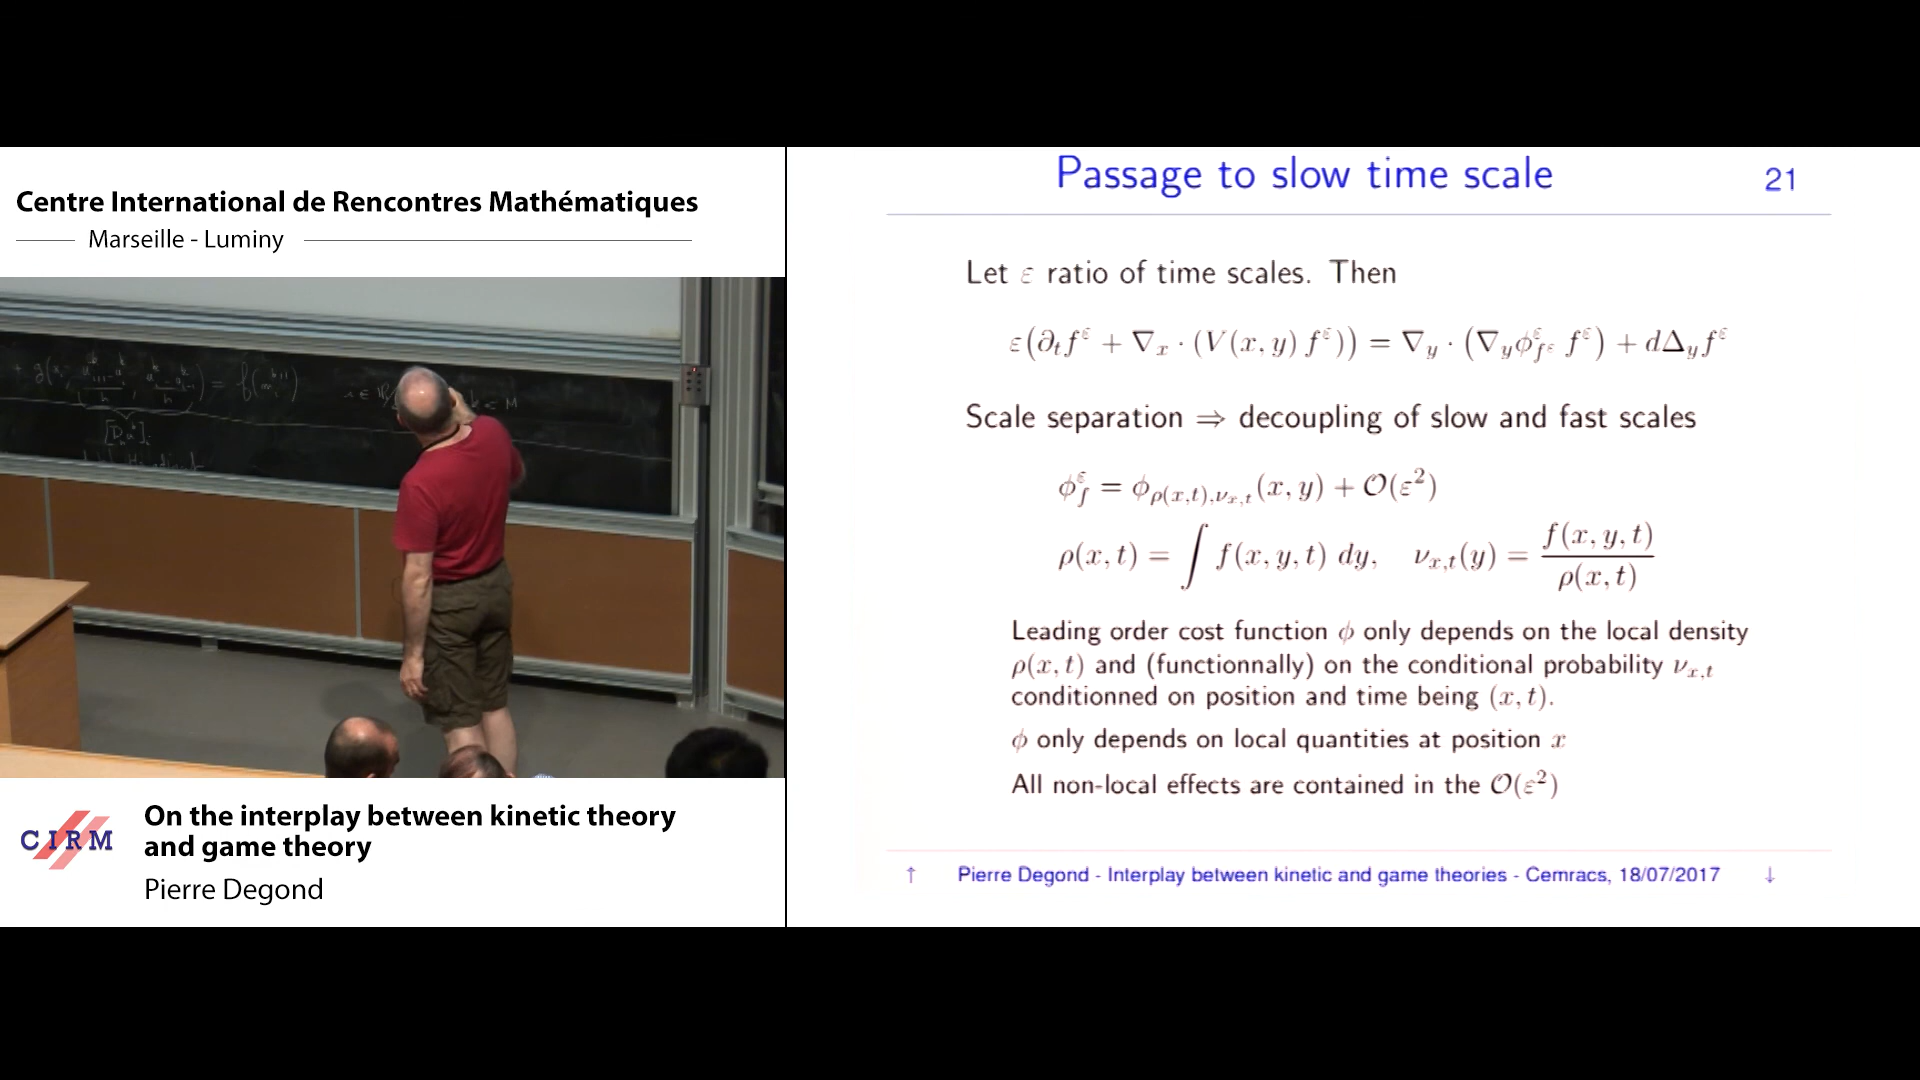 Centre International de Rencontres Mathématiques
Marseille - Luminy
CIRM
On the interplay between kinetic theory
and game theory
Pierre Degond
Passage to slow time scale 21
Let ε ratio of time scales. Then
ε(∂_t f^ε + ∇_x · (V(x, y) f^ε)) = ∇_y · (∇_y ϕ^ε_{f^ε} f^ε) + dΔ_y f^ε
Scale separation ⇒ decoupling of slow and fast scales
ϕ^ε_f = ϕ_{ρ(x,t),ν_{x,t}}(x, y) + O(ε²)
ρ(x, t) = ∫ f(x, y, t) dy, ν_{x,t}(y) = f(x, y, t) / ρ(x, t)
Leading order cost function ϕ only depends on the local density
ρ(x, t) and (functionnally) on the conditional probability ν_{x,t}
conditionned on position and time being (x, t).
ϕ only depends on local quantities at position x
All non-local effects are contained in the O(ε²)
↑ Pierre Degond - Interplay between kinetic and game theories - Cemracs, 18/07/2017 ↓